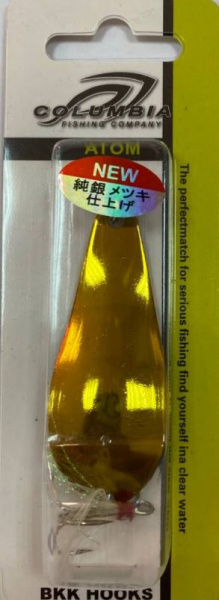 COLUMBIA
FISHING COMPANY
ATOM
NEW
純銀 メツキ
仕上げ
The perfectmatch for serious fishing find yourself ina clear water
BKK HOOKS